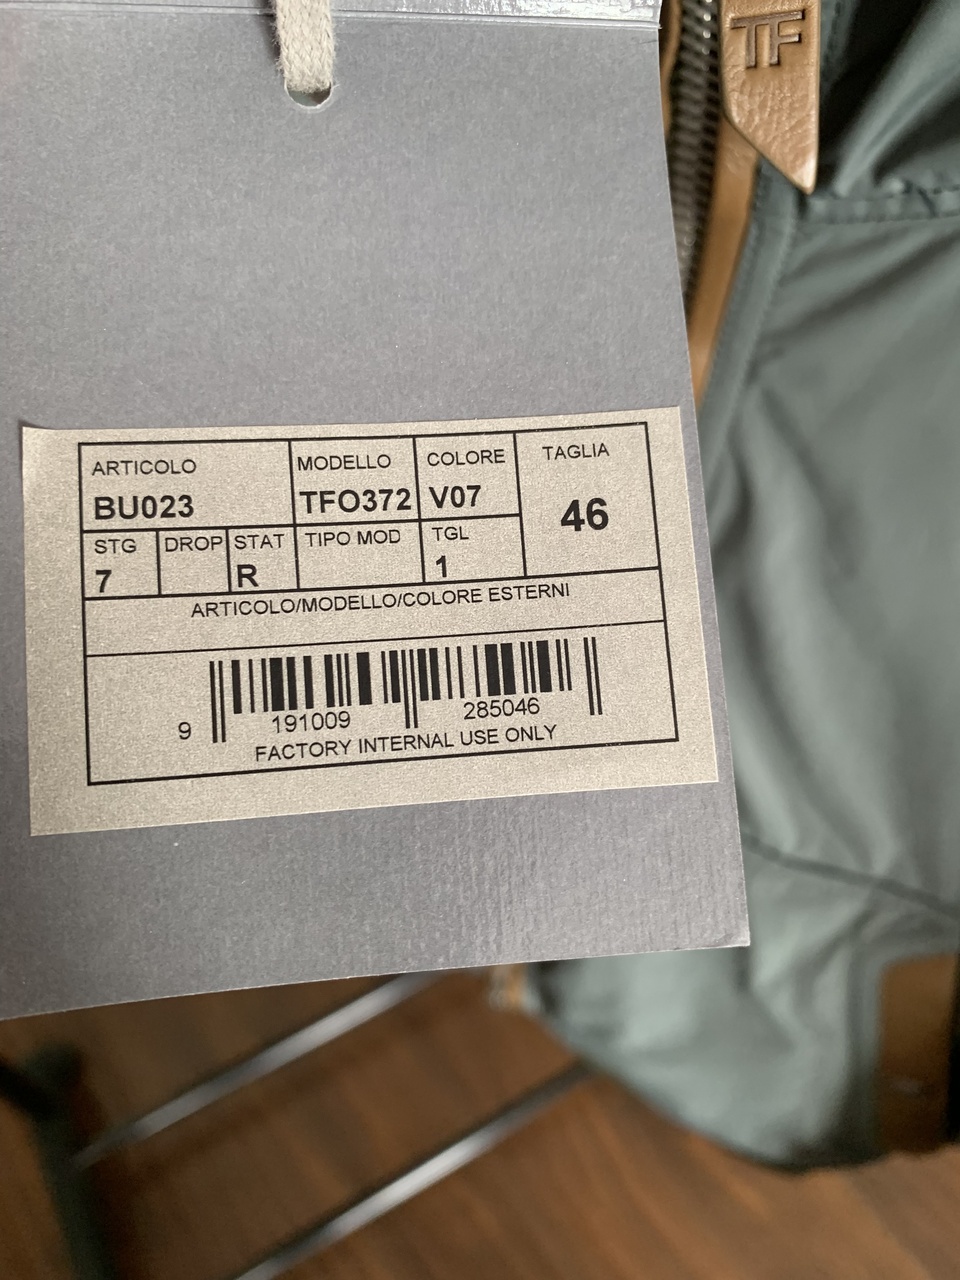 TF
ARTICOLO MODELLO COLORE TAGLIA
BU023 TFO372 V07 46
STG DROP STAT TIPO MOD TGL
7 R 1
ARTICOLO/MODELLO/COLORE ESTERNI
9 191009 285046
FACTORY INTERNAL USE ONLY